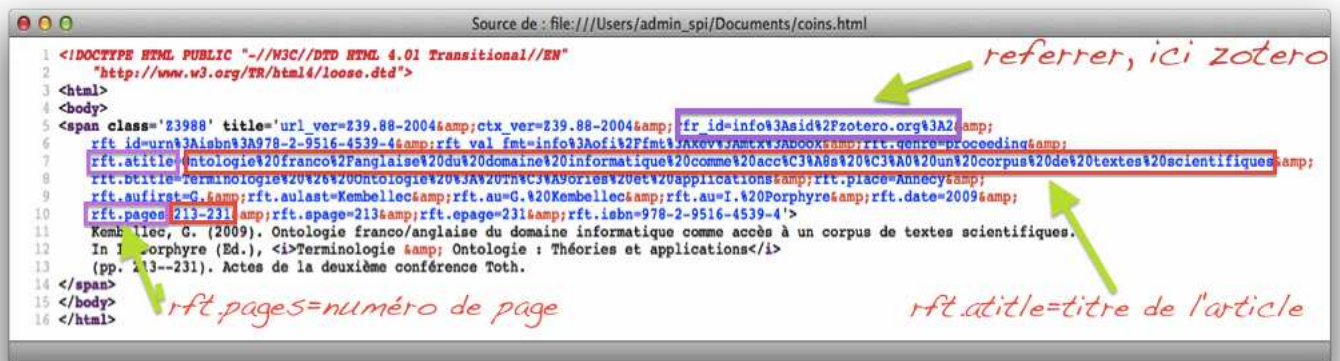 Source de : file:///Users/admin_spi/Documents/coins.html
referrer, ici zotero
1 <!DOCTYPE HTML PUBLIC "-//W3C//DTD HTML 4.01 Transitional//EN"
2 "http://www.w3.org/TR/html4/loose.dtd">
3 <html>
4 <body>
5 <span class='Z3988' title='url_ver=Z39.88-2004&amp;ctx_ver=Z39.88-2004&amp;rfr_id=info%3Asid%2Fzotero.org%3A2&amp;
6 rft_id=urn%3Aisbn%3A978-2-9516-4539-4&amp;rft_val_fmt=info%3Aofi%2Ffmt%3Akev%3Amtx%3Abook&amp;rft.genre=proceeding&amp;
7 rft.atitle=Ontologie%20franco%2Fanglaise%20du%20domaine%20informatique%20comme%20acc%C3%A8s%20%C3%A0%20un%20corpus%20de%20textes%20scientifiques&amp;
8 rft.btitle=Terminologie%20%26%20Ontologie%20%3A%20Th%C3%A9ories%20et%20applications&amp;rft.place=Annecy&amp;
9 rft.aufirst=G.&amp;rft.aulast=Kembellec&amp;rft.au=G.%20Kembellec&amp;rft.au=I.%20Porphyre&amp;rft.date=2009&amp;
10 rft.pages=213-231&amp;rft.spage=213&amp;rft.epage=231&amp;rft.isbn=978-2-9516-4539-4'>
11 Kembellec, G. (2009). Ontologie franco/anglaise du domaine informatique comme accès à un corpus de textes scientifiques.
12 In I. Porphyre (Ed.), <i>Terminologie &amp; Ontologie : Théories et applications</i>
13 (pp. 213--231). Actes de la deuxième conférence Toth.
14 </span>
15 </body>
16 </html>
rft.pages=numéro de page
rft.atitle=titre de l'article